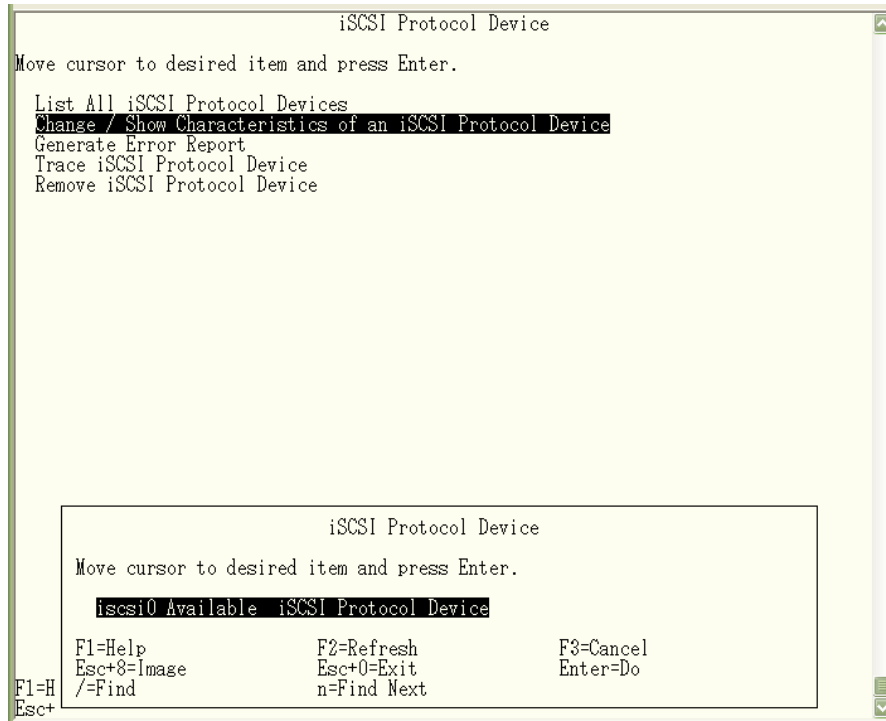 iSCSI Protocol Device
Move cursor to desired item and press Enter.
List All iSCSI Protocol Devices
Change / Show Characteristics of an iSCSI Protocol Device
Generate Error Report
Trace iSCSI Protocol Device
Remove iSCSI Protocol Device
iSCSI Protocol Device
Move cursor to desired item and press Enter.
iscsi0 Available iSCSI Protocol Device
F1=Help F2=Refresh F3=Cancel
Esc+8=Image Esc+0=Exit Enter=Do
F1=H /=Find n=Find Next
Esc+